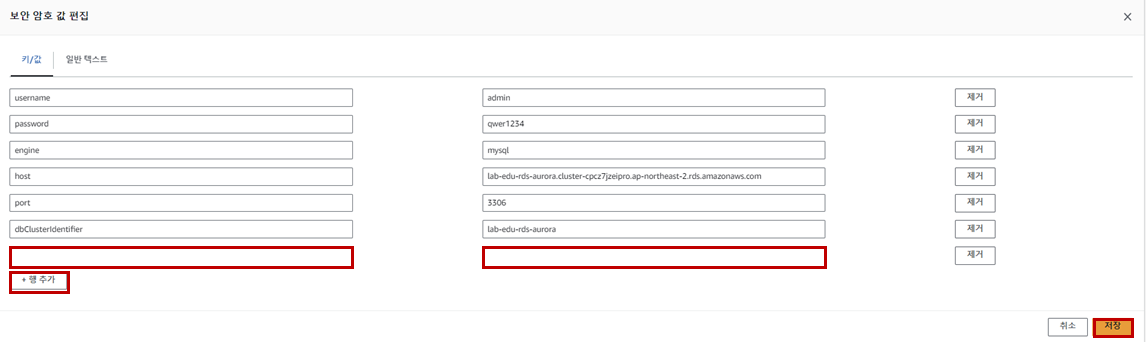 보안 암호 값 편집
키/값 일반 텍스트
username admin 제거
password qwer1234 제거
engine mysql 제거
host lab-edu-rds-aurora.cluster-cpcz7jzeipro.ap-northeast-2.rds.amazonaws.com 제거
port 3306 제거
dbClusterIdentifier lab-edu-rds-aurora 제거
제거
+ 행 추가
취소 저장